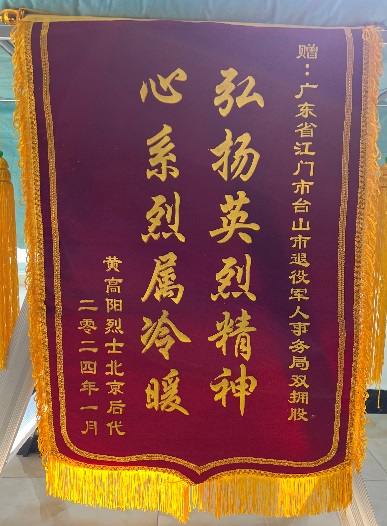 赠：广东省江门市台山市退役军人事务局双拥股
弘扬英烈精神
心系烈属冷暖
黄高阳烈士北京后代
二零二四年一月